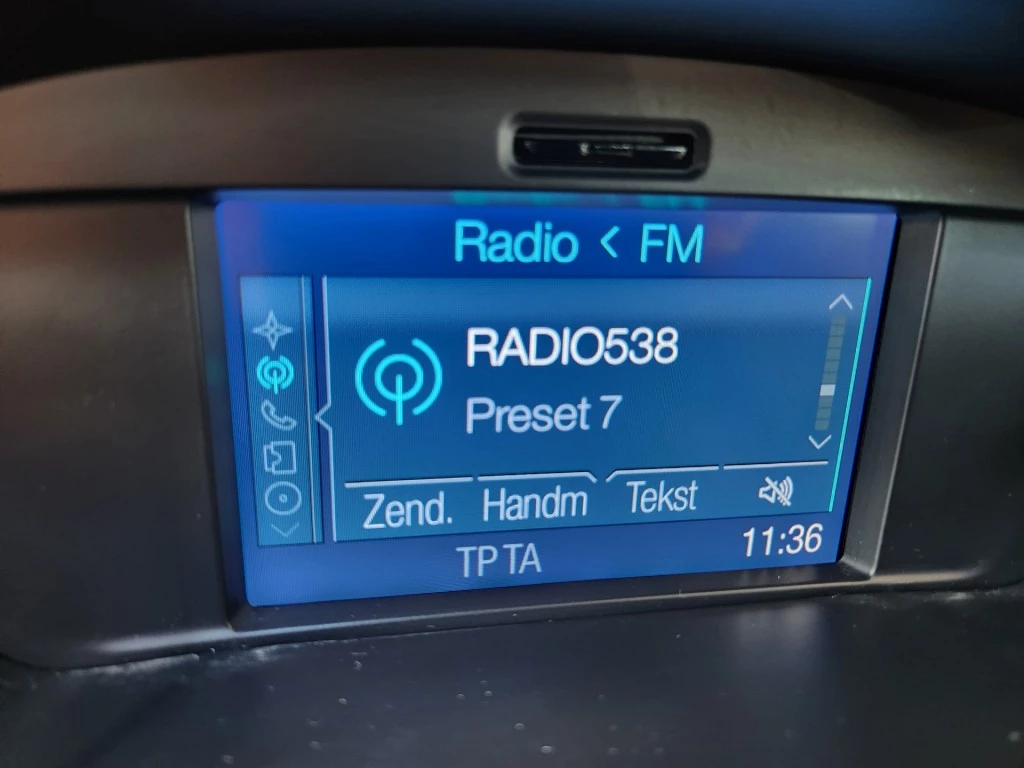 Radio < FM
RADIO538
Preset 7
Zend. Handm Tekst
TP TA 11:36